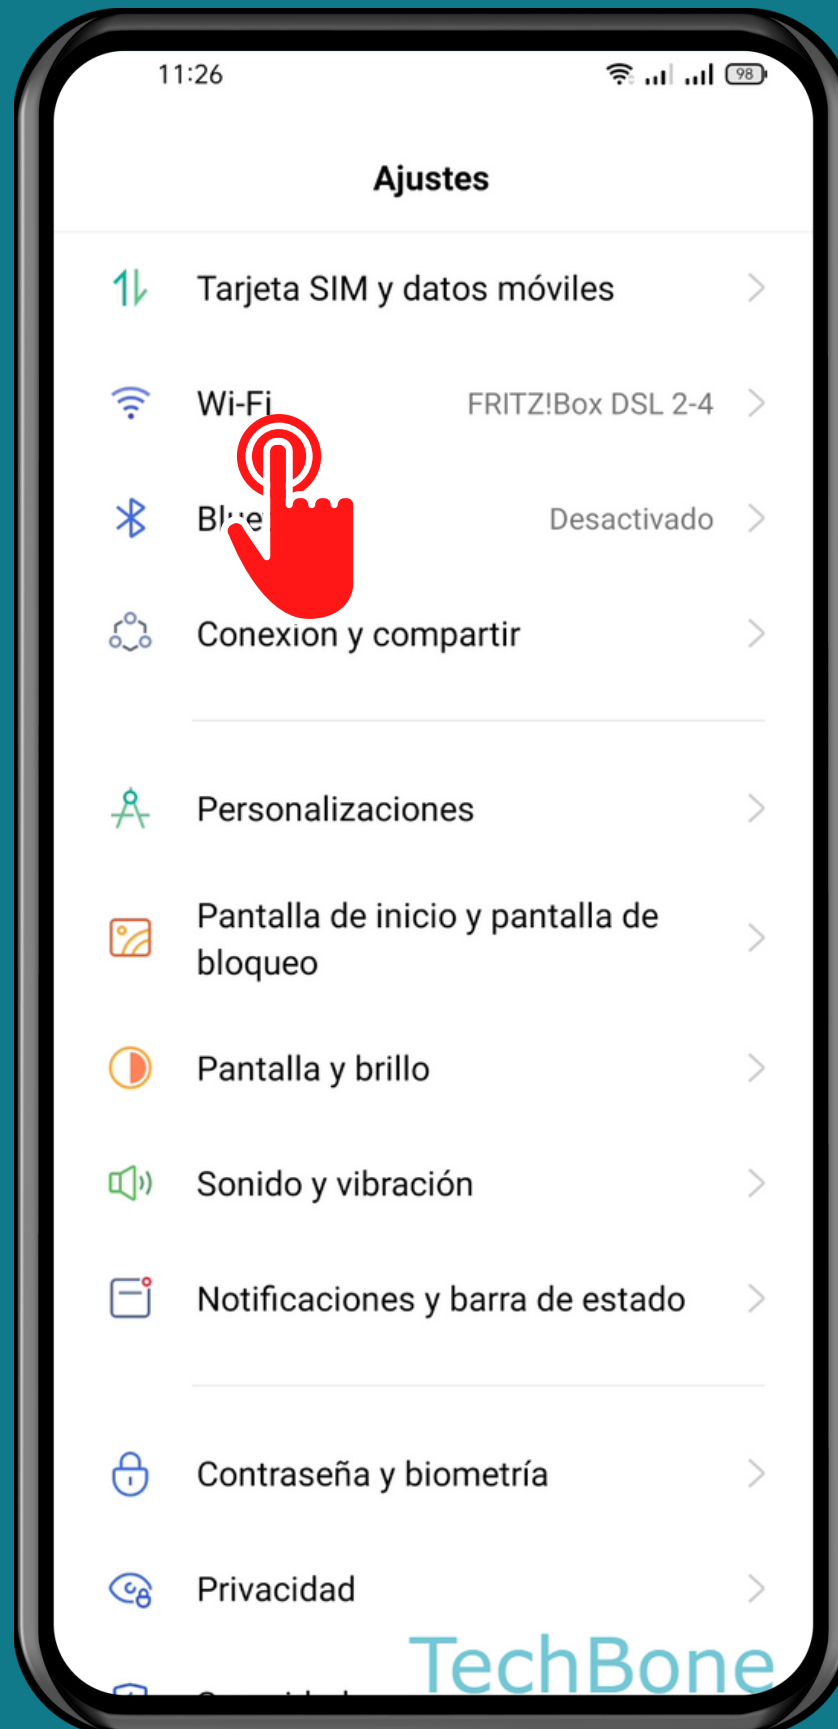 11:26
98
Ajustes
Tarjeta SIM y datos móviles
Wi-Fi
FRITZ!Box DSL 2-4
Desactivado
Conexión y compartir
Personalizaciones
Pantalla de inicio y pantalla de
bloqueo
Pantalla y brillo
Sonido y vibración
Notificaciones y barra de estado
Contraseña y biometría
Privacidad
TechBone